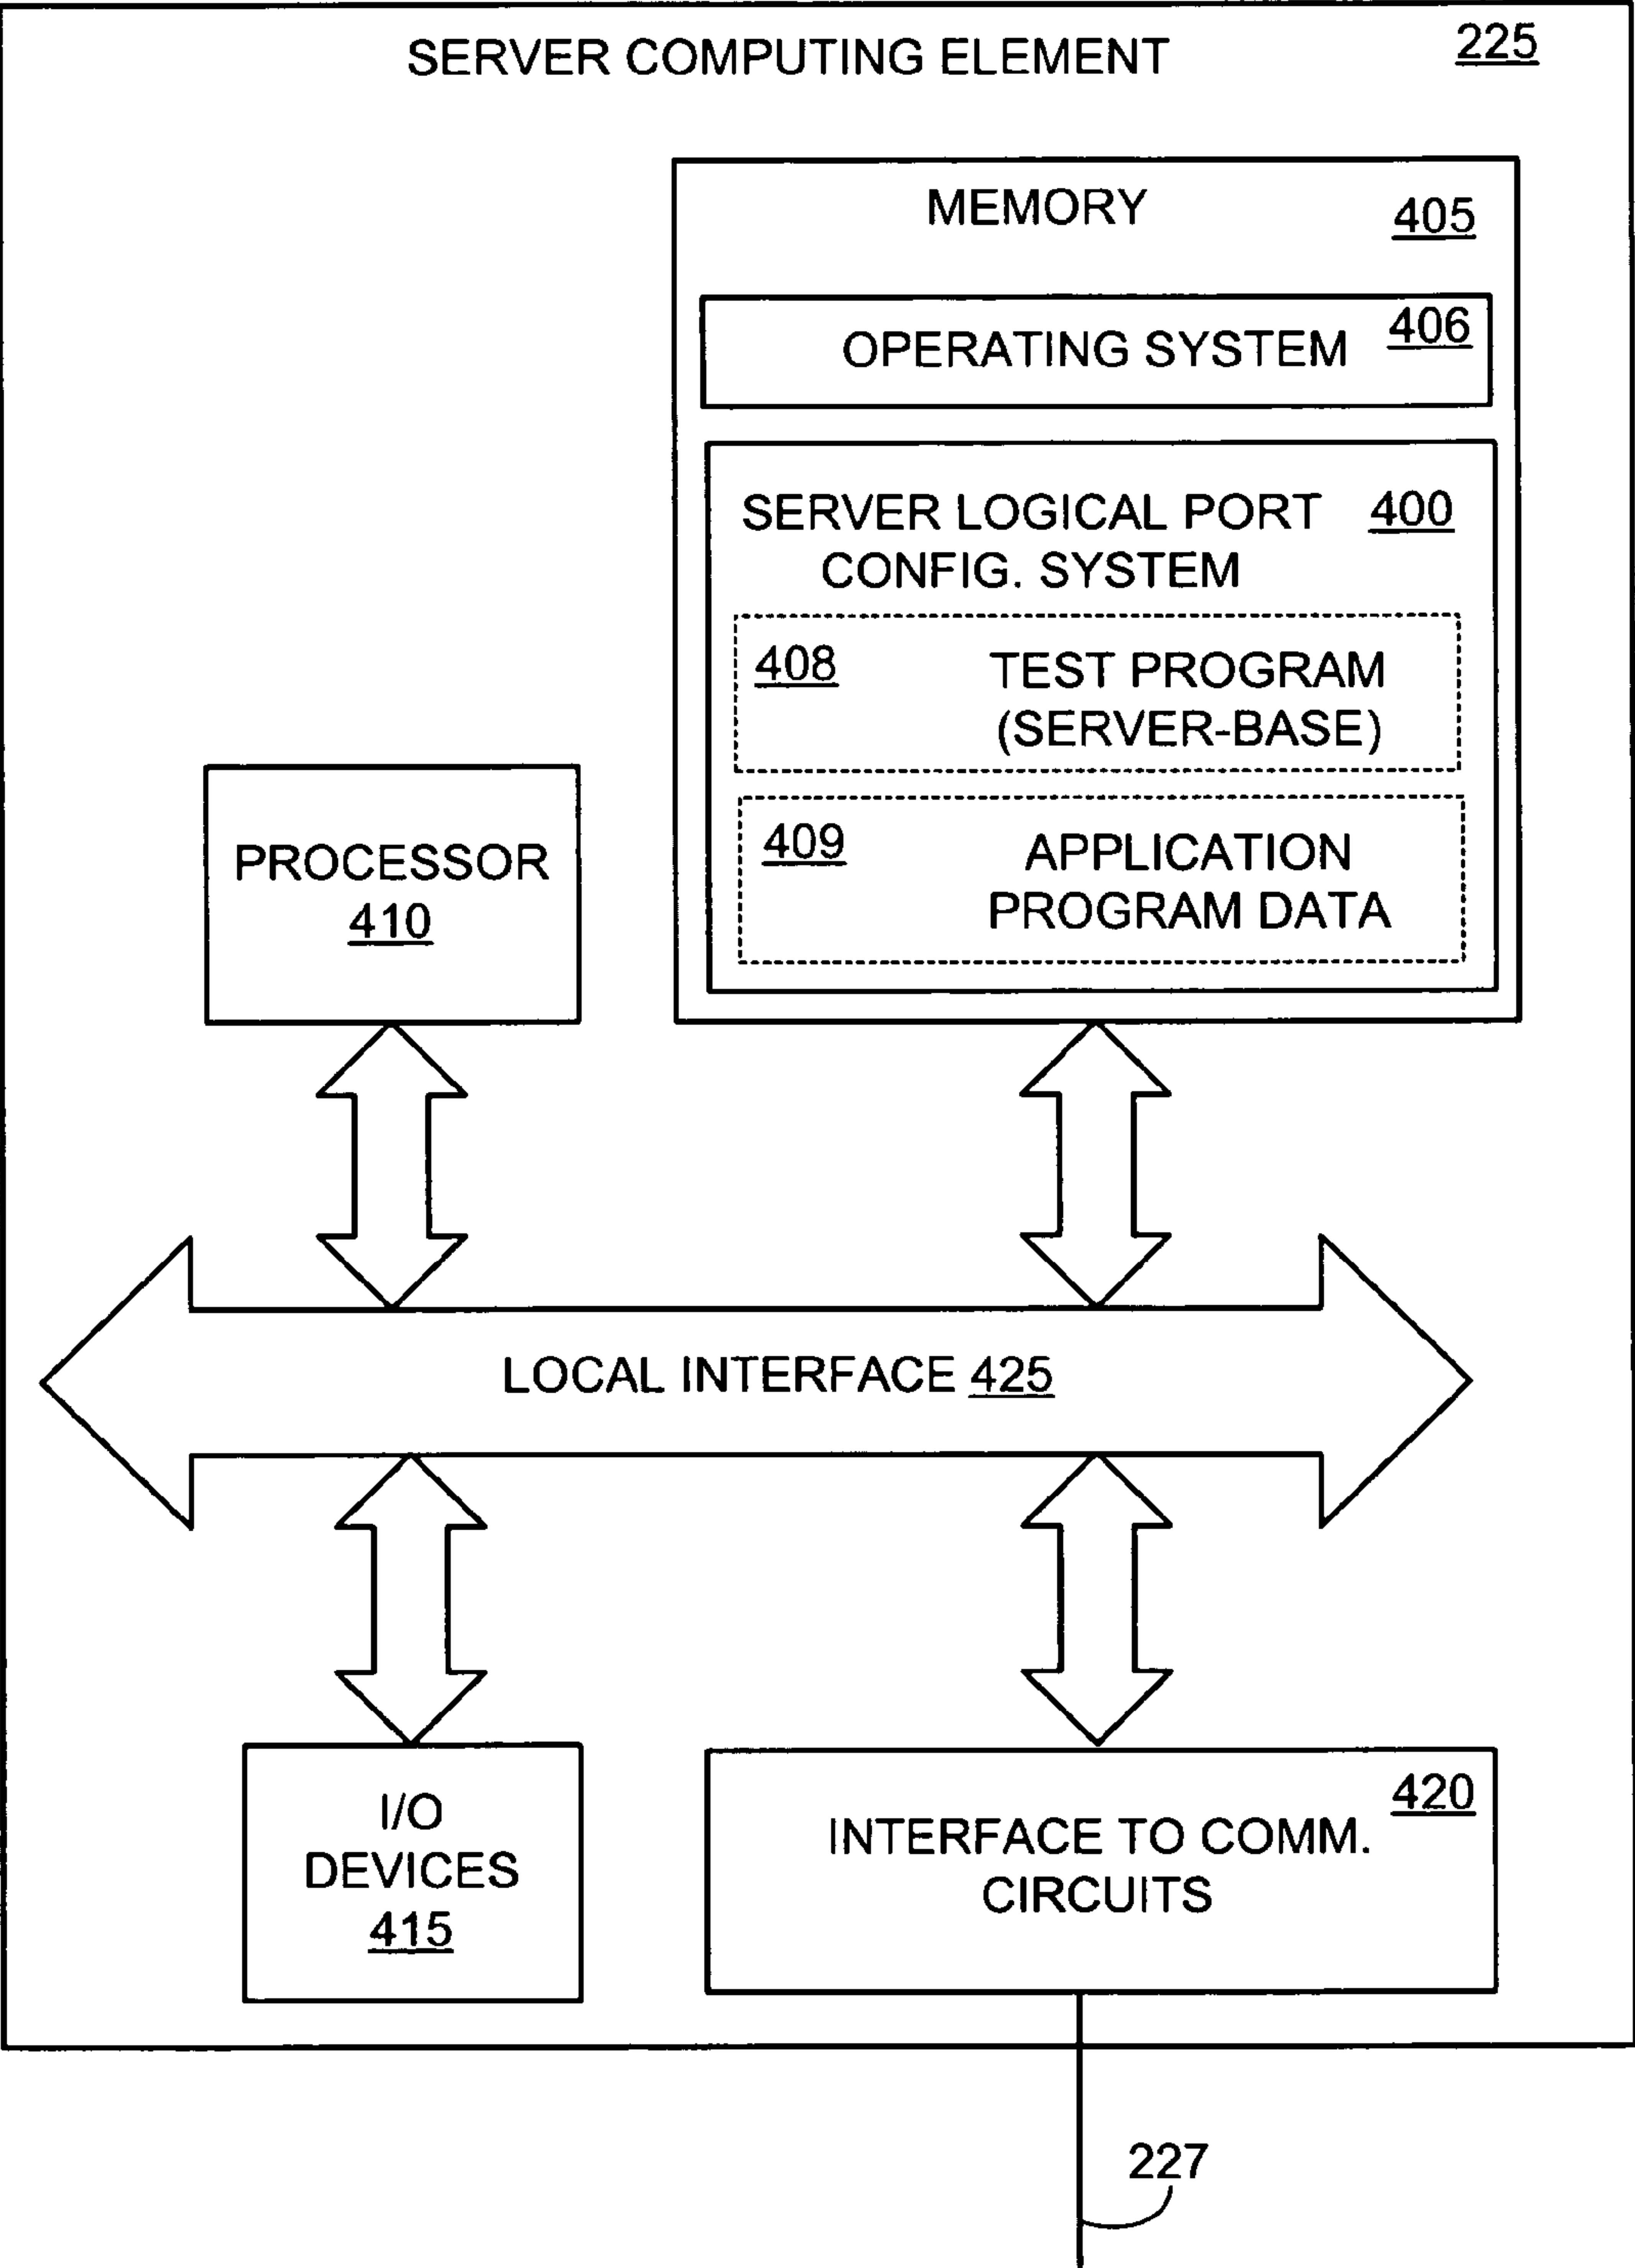 SERVER COMPUTING ELEMENT 225
MEMORY 405
OPERATING SYSTEM 406
SERVER LOGICAL PORT 400
CONFIG. SYSTEM
408 TEST PROGRAM
(SERVER-BASE)
409 APPLICATION
PROGRAM DATA
PROCESSOR
410
LOCAL INTERFACE 425
I/O
DEVICES
415
420
INTERFACE TO COMM.
CIRCUITS
227